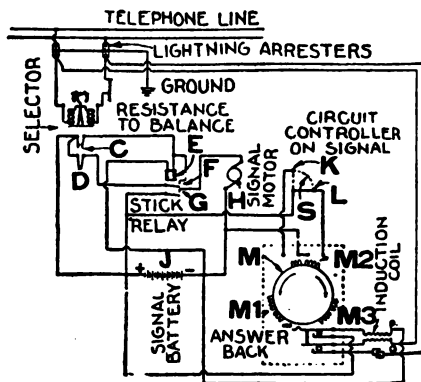 TELEPHONE LINE
LIGHTNING ARRESTERS
GROUND
SELECTOR
RESISTANCE
TO BALANCE
CIRCUIT
CONTROLLER
ON SIGNAL
C
E
F
D
G
H
SIGNAL
MOTOR
K
L
S
STICK
RELAY
J
+
-
SIGNAL
BATTERY
M
M2
M1
M3
INDUCTION
COIL
ANSWER
BACK